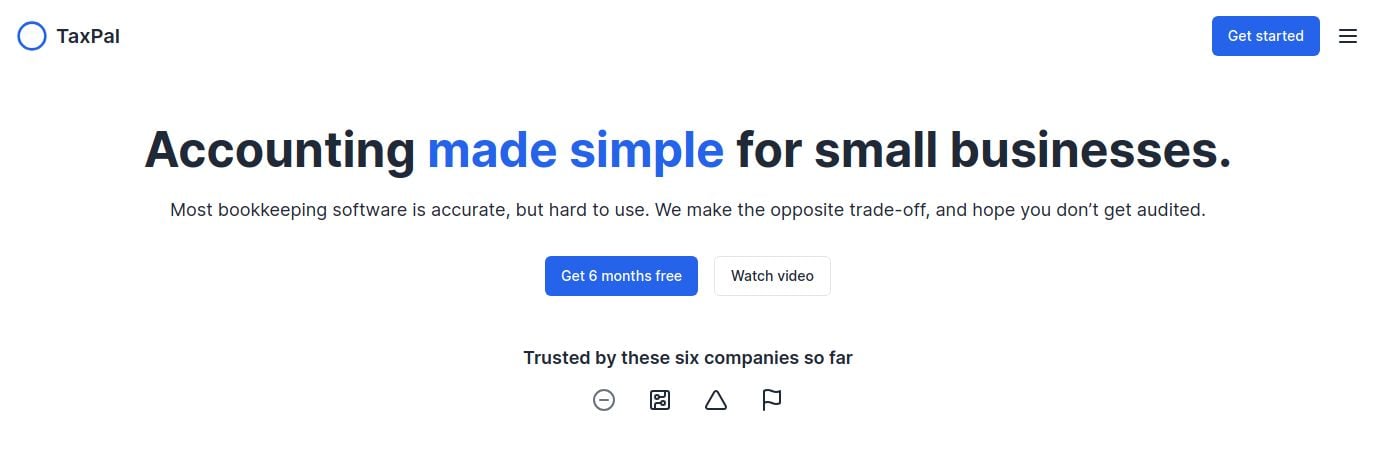 TaxPal
Get started
Accounting made simple for small businesses.
Most bookkeeping software is accurate, but hard to use. We make the opposite trade-off, and hope you don’t get audited.
Get 6 months free
Watch video
Trusted by these six companies so far